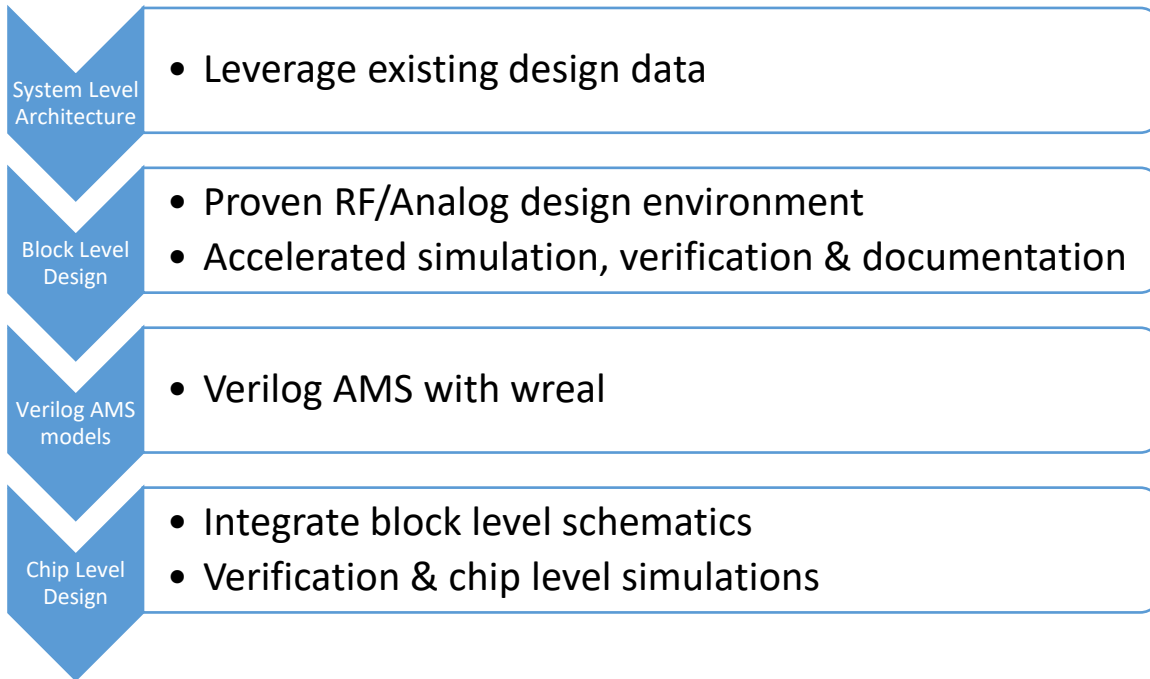 System Level
Architecture
• Leverage existing design data
Block Level
Design
• Proven RF/Analog design environment
• Accelerated simulation, verification & documentation
Verilog AMS
models
• Verilog AMS with wreal
Chip Level
Design
• Integrate block level schematics
• Verification & chip level simulations